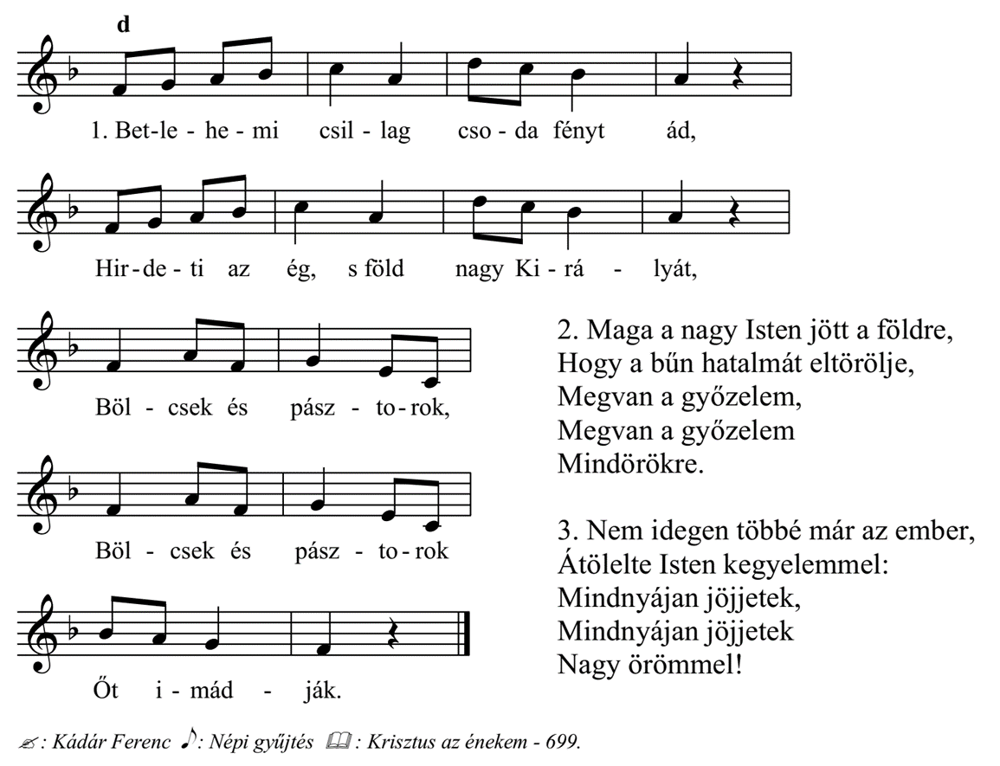 d
1. Bet-le - he - mi csil - lag cso - da fényt ád,
Hir - de - ti az ég, s föld nagy Ki - rá - lyát,
Böl - csek és pász - to - rok,
Böl - csek és pász - to - rok
Őt i - mád - ják.
2. Maga a nagy Isten jött a földre,
Hogy a bűn hatalmát eltörölje,
Megvan a győzelem,
Megvan a győzelem
Mindörökre.
3. Nem idegen többé már az ember,
Átölelte Isten kegyelemmel:
Mindnyájan jöjjetek,
Mindnyájan jöjjetek
Nagy örömmel!
✍: Kádár Ferenc ♪: Népi gyűjtés 🕮: Krisztus az énekem - 699.